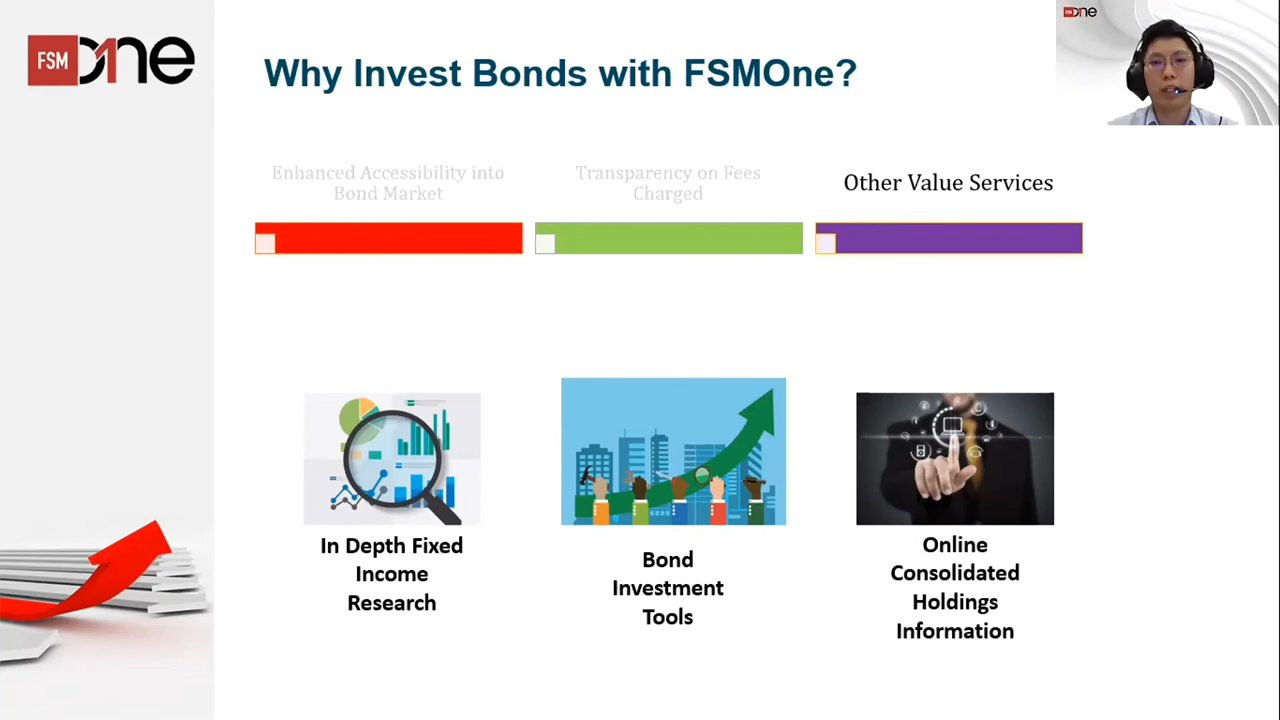 FSM One
FSM One
Why Invest Bonds with FSMOne?
Enhanced Accessibility into
Bond Market
Transparency on Fees
Charged
Other Value Services
In Depth Fixed
Income
Research
Bond
Investment
Tools
Online
Consolidated
Holdings
Information